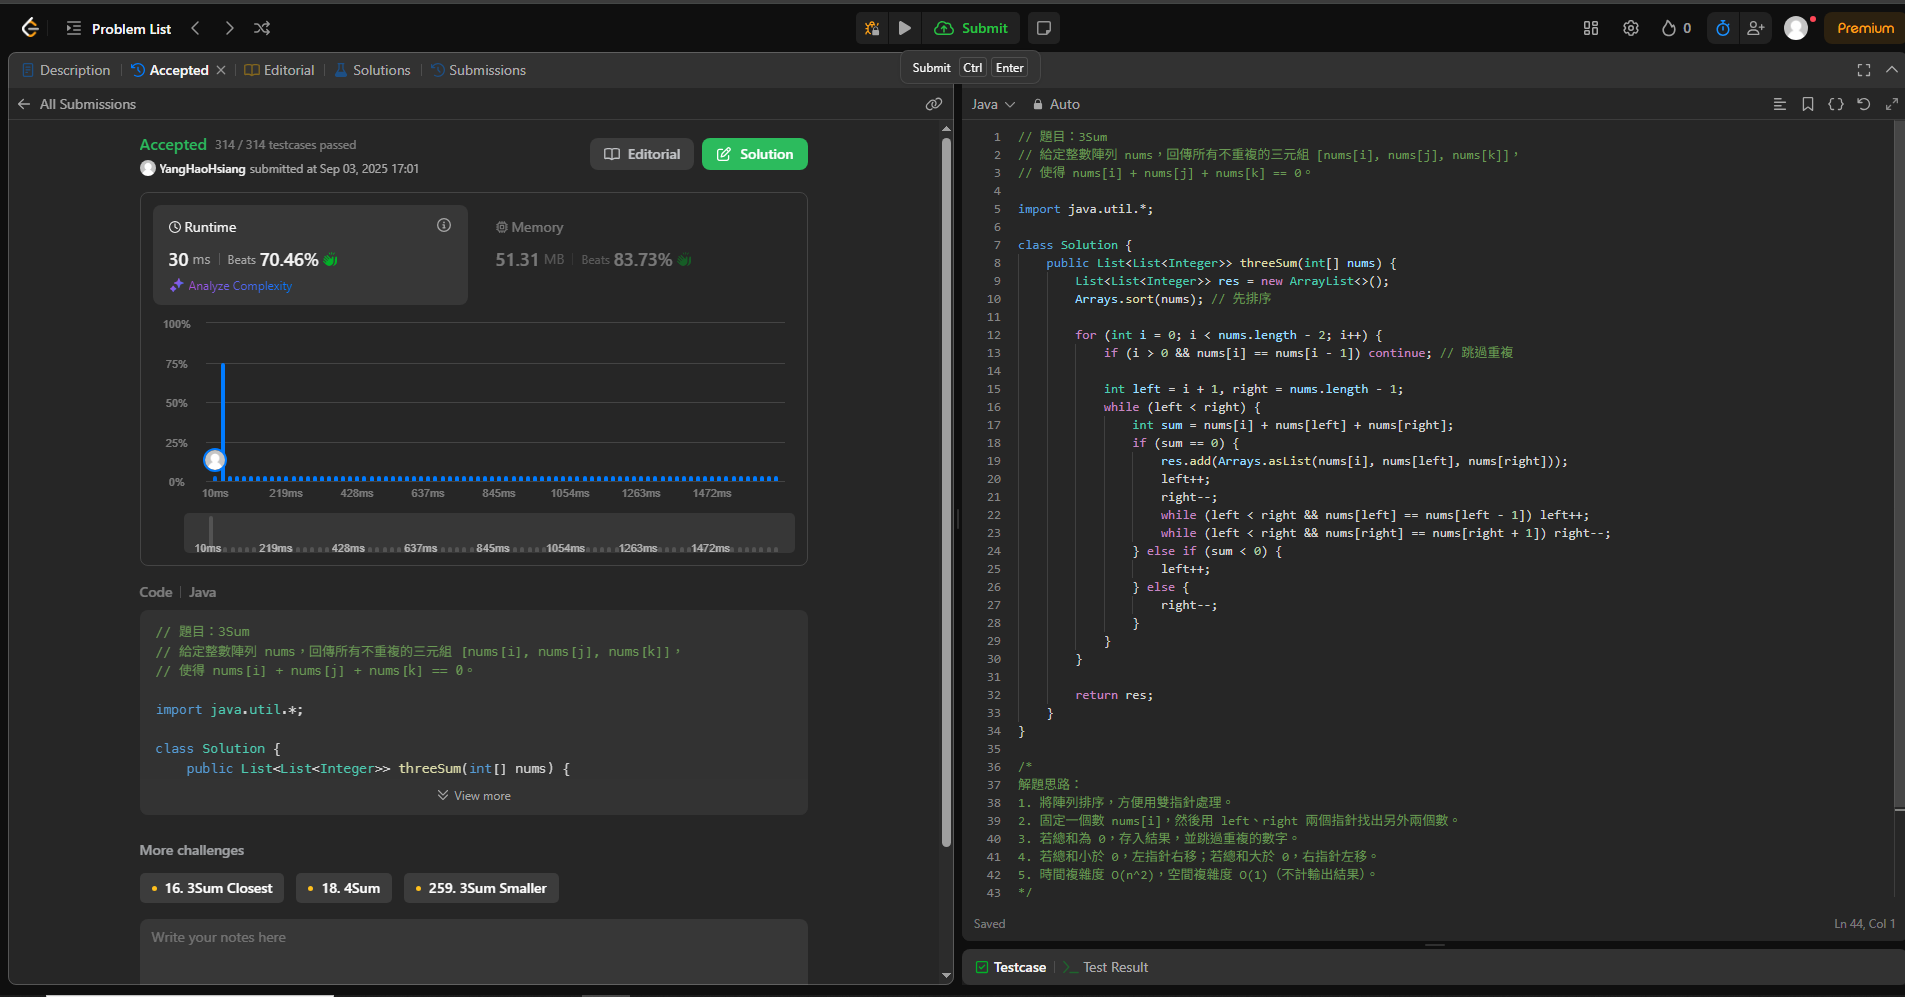 Problem List
Submit
0
Premium
Description
Accepted
Editorial
Solutions
Submissions
Submit Ctrl Enter
All Submissions
Accepted 314 / 314 testcases passed
YangHaoHsiang submitted at Sep 03, 2025 17:01
Editorial
Solution
Runtime
30 ms Beats 70.46%
Analyze Complexity
Memory
51.31 MB Beats 83.73%
100%
75%
50%
25%
0%
10ms 219ms 428ms 637ms 845ms 1054ms 1263ms 1472ms
10ms 219ms 428ms 637ms 845ms 1054ms 1263ms 1472ms
Code Java
// 題目：3Sum
// 給定整數陣列 nums，回傳所有不重複的三元組 [nums[i], nums[j], nums[k]]，
// 使得 nums[i] + nums[j] + nums[k] == 0。
import java.util.*;
class Solution {
public List<List<Integer>> threeSum(int[] nums) {
View more
More challenges
16. 3Sum Closest
18. 4Sum
259. 3Sum Smaller
Write your notes here
Java Auto
1 // 題目：3Sum
2 // 給定整數陣列 nums，回傳所有不重複的三元組 [nums[i], nums[j], nums[k]]，
3 // 使得 nums[i] + nums[j] + nums[k] == 0。
4
5 import java.util.*;
6
7 class Solution {
8 public List<List<Integer>> threeSum(int[] nums) {
9 List<List<Integer>> res = new ArrayList<>();
10 Arrays.sort(nums); // 先排序
11
12 for (int i = 0; i < nums.length - 2; i++) {
13 if (i > 0 && nums[i] == nums[i - 1]) continue; // 跳過重複
14
15 int left = i + 1, right = nums.length - 1;
16 while (left < right) {
17 int sum = nums[i] + nums[left] + nums[right];
18 if (sum == 0) {
19 res.add(Arrays.asList(nums[i], nums[left], nums[right]));
20 left++;
21 right--;
22 while (left < right && nums[left] == nums[left - 1]) left++;
23 while (left < right && nums[right] == nums[right + 1]) right--;
24 } else if (sum < 0) {
25 left++;
26 } else {
27 right--;
28 }
29 }
30 }
31
32 return res;
33 }
34 }
35
36 /*
37 解題思路：
38 1. 將陣列排序，方便用雙指針處理。
39 2. 固定一個數 nums[i]，然後用 left、right 兩個指針找出另外兩個數。
40 3. 若總和為 0，存入結果，並跳過重複的數字。
41 4. 若總和小於 0，左指針右移；若總和大於 0，右指針左移。
42 5. 時間複雜度 O(n^2)，空間複雜度 O(1)（不計輸出結果）。
43 */
Saved
Ln 44, Col 1
Testcase
Test Result